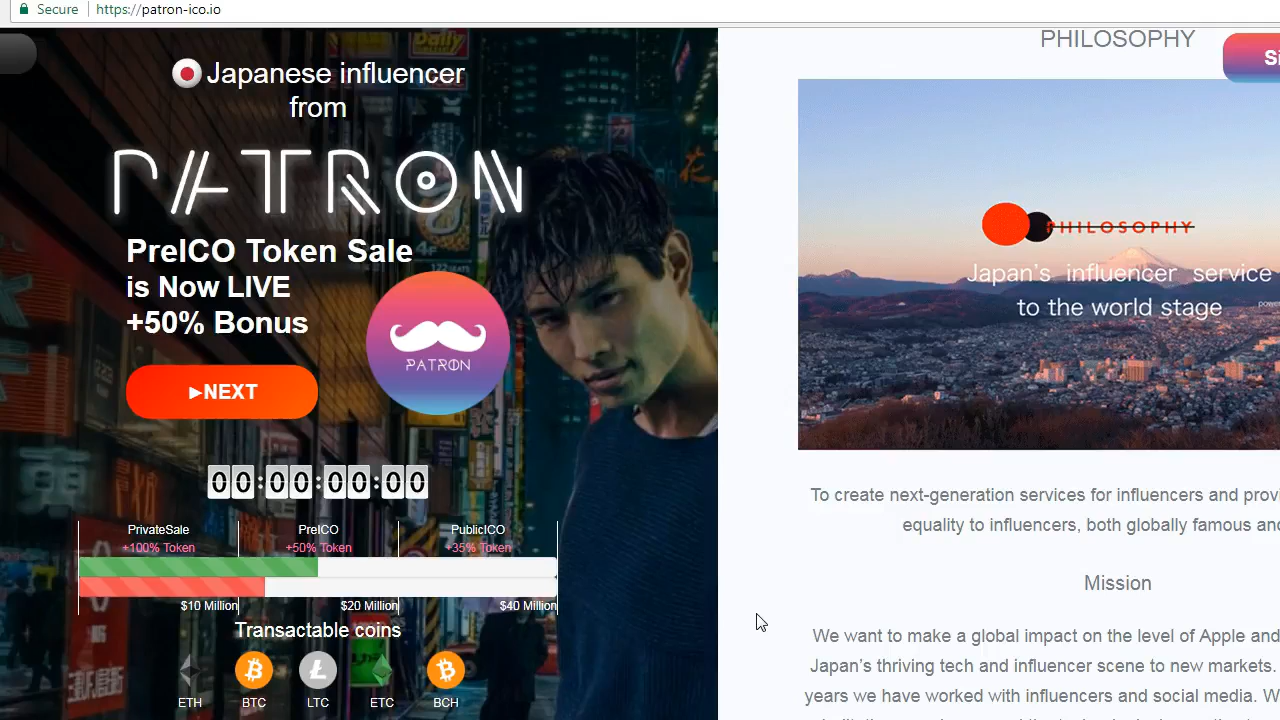 Secure
https://patron-ico.io
Japanese influencer
from
PATRON
PreICO Token Sale
is Now LIVE
+50% Bonus
PATRON
▶NEXT
00:00:00:00
PrivateSale
PreICO
PublicICO
+100% Token
+50% Token
+35% Token
$10 Million
$20 Million
$40 Million
Transactable coins
ETH
BTC
LTC
ETC
BCH
PHILOSOPHY
PHILOSOPHY
Japan's influencer service
to the world stage
To create next-generation services for influencers and
equality to influencers, both globally famous
Mission
We want to make a global impact on the level of Apple and
Japan's thriving tech and influencer scene to new markets.
years we have worked with influencers and social media.